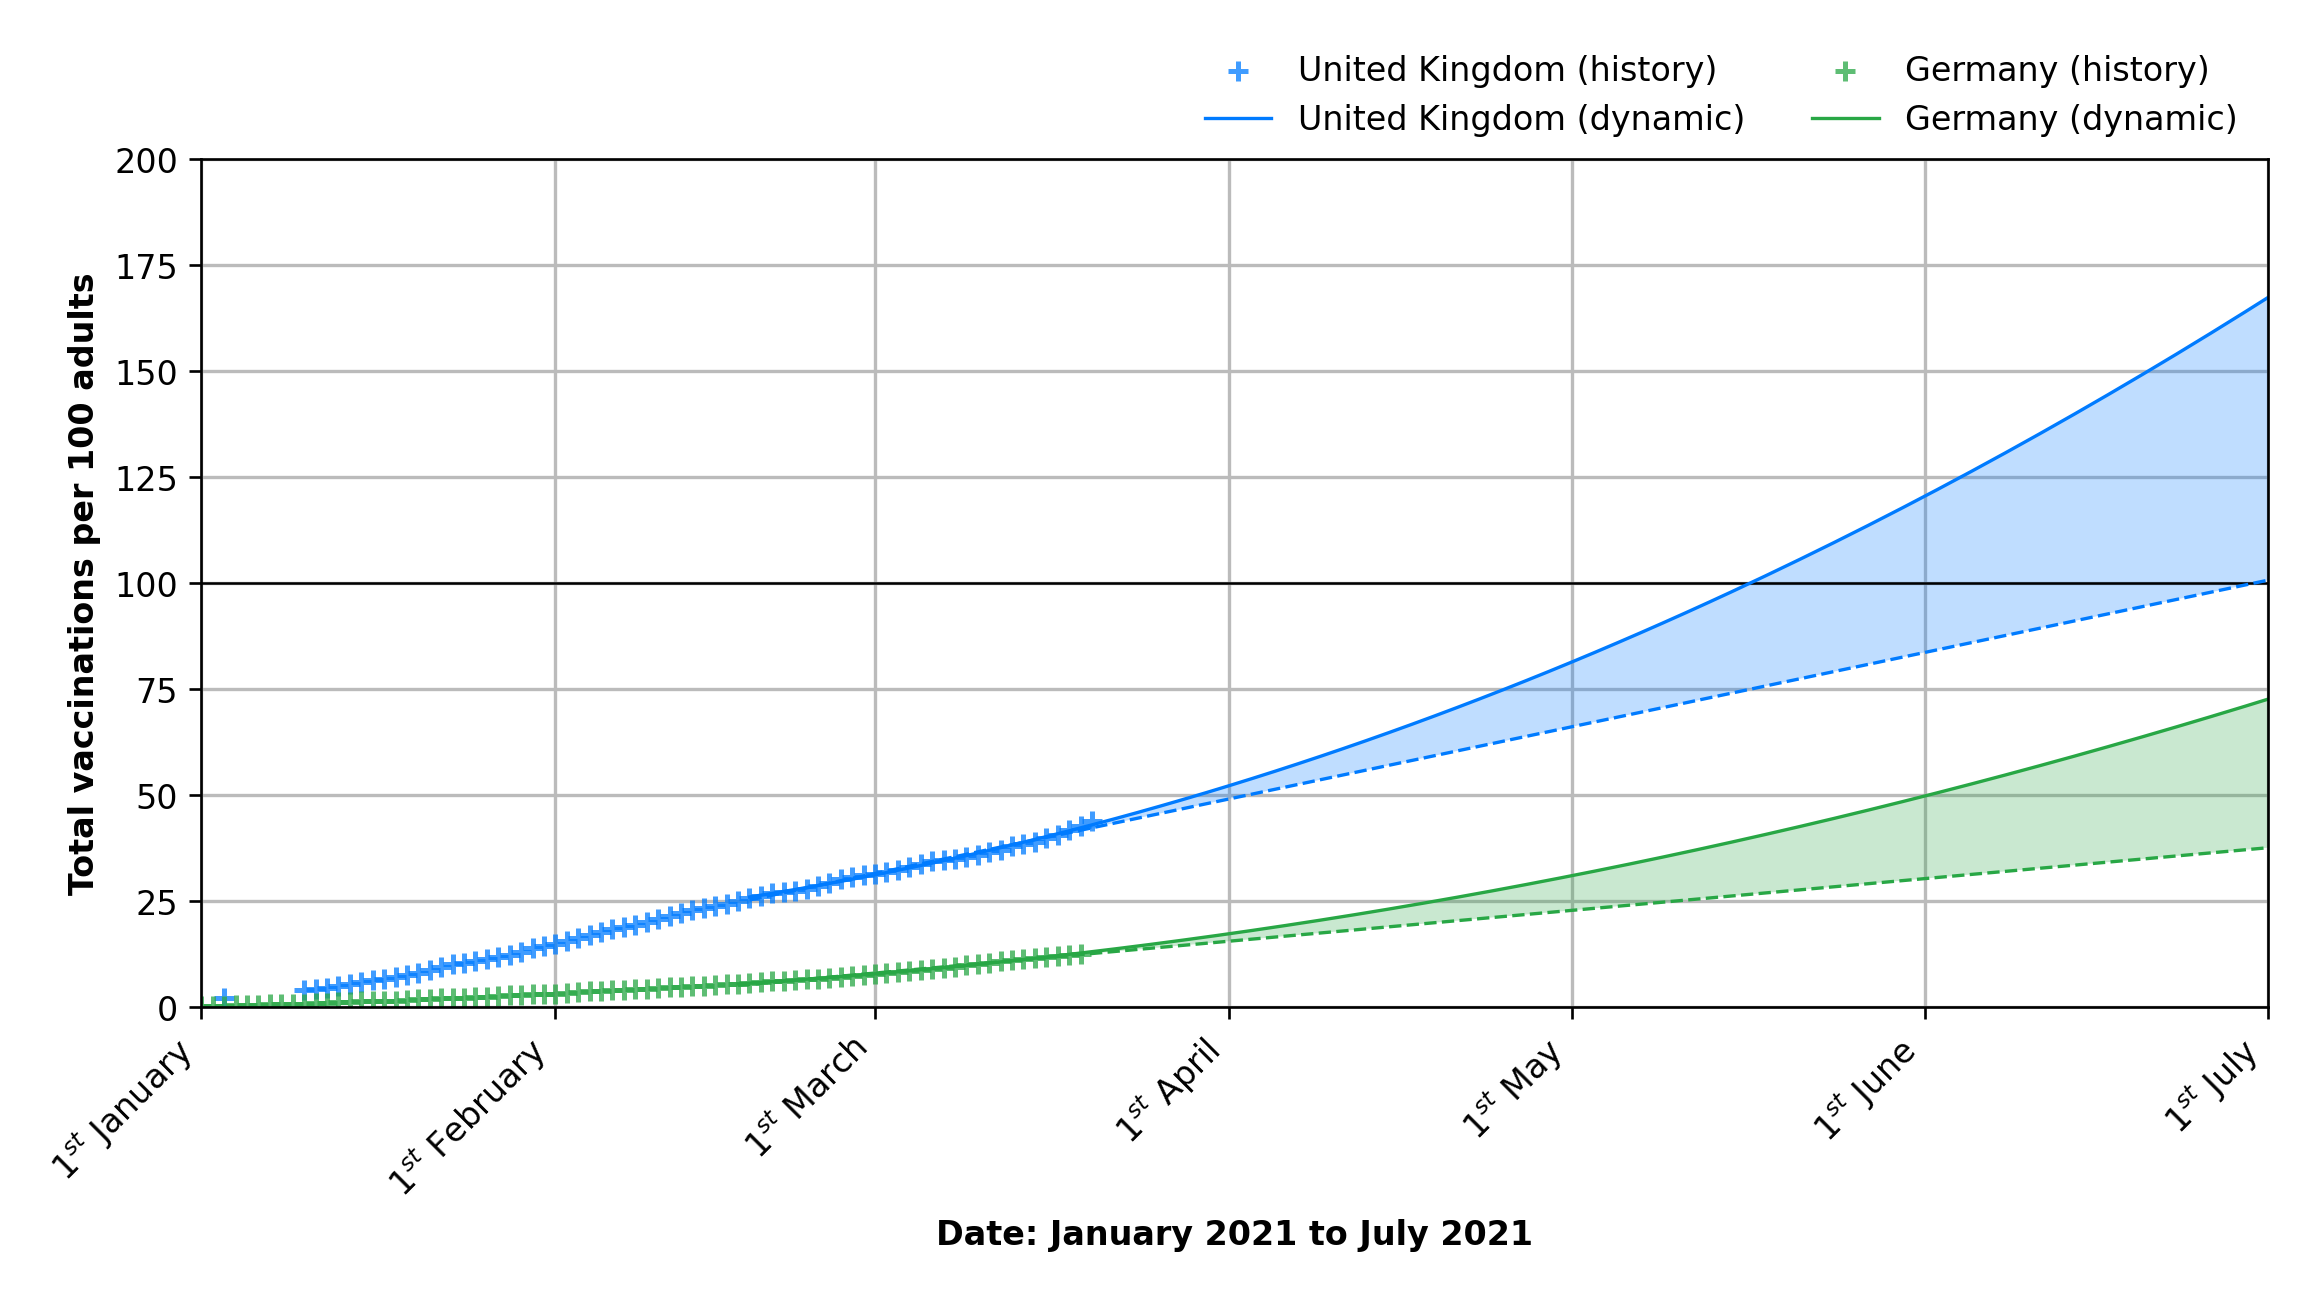 United Kingdom (history) Germany (history)
United Kingdom (dynamic) Germany (dynamic)
Total vaccinations per 100 adults
200
175
150
125
100
75
50
25
0
1st January 1st February 1st March 1st April 1st May 1st June 1st July
Date: January 2021 to July 2021